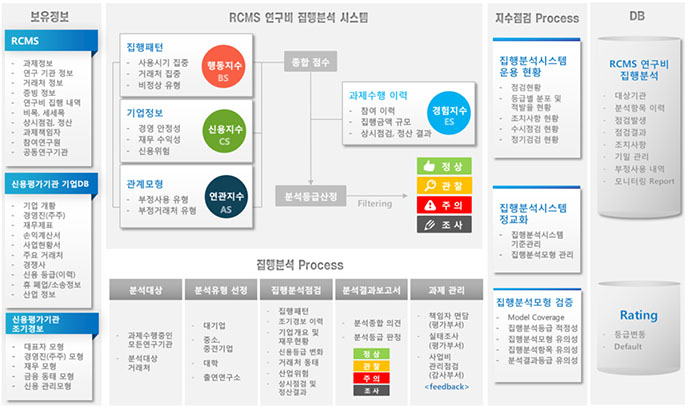 보유정보
RCMS
과제정보
연구 기관 정보
거래처 정보
증빙 정보
연구비 집행 내역
비목, 세세목
상시점검, 정산
과제책임자
참여연구원
공동연구기관
신용평가기관 기업DB
기업 개황
경영진(주주)
재무제표
손익계산서
사업현황서
주요 거래처
경쟁사
신용 등급(이력)
휴 폐업/소송정보
산업 정보
신용평가기관
조기경보
대표자 모형
경영진(주주) 모형
재무 모형
금융 동태 모형
신용 관리모형
RCMS 연구비 집행분석 시스템
집행패턴
사용시기 집중
거래처 집중
비정상 유형
행동지수
BS
기업정보
경영 안정성
재무 수익성
신용위험
신용지수
CS
관계모형
부정사용 유형
부정거래처 유형
연관지수
AS
종합 점수
과제수행 이력
참여 이력
집행금액 규모
상시점검, 정산 결과
경험지수
ES
분석등급산정
Filtering
정 상
관 찰
주 의
조 사
집행분석 Process
분석대상
과제수행중인
모든연구기관
분석대상
거래처
분석유형 선정
대기업
중소,
중견기업
대학
출연연구소
집행분석점검
집행패턴
조기경보 이력
기업개요 및
재무현황
신용등급 변화
거래처 동태
산업위험
상시점검 및
정산결과
분석결과보고서
분석종합 의견
분석등급 판정
정상
관찰
주의
조사
과제 관리
책임자 면담
(평가부서)
실태조사
(평가부서)
사업비
관리점검
(감사부서)
<feedback>
지수점검 Process
집행분석시스템
운용 현황
점검현황
등급별 분포 및
적발율 현황
조치사항 현황
수시점검 현황
정기검검 현황
집행분석시스템
정교화
집행분석시스템
기준관리
집행분석모형 관리
집행분석모형 검증
Model Coverage
집행분석등급 적정성
집행분석모형 유의성
집행분석항목 유의성
분석결과등급 유의성
DB
RCMS 연구비
집행분석
대상기관
분석항목 이력
점검발생
점검결과
조치사항
기일 관리
부정사용 내역
모니터링 Report
Rating
등급변동
Default